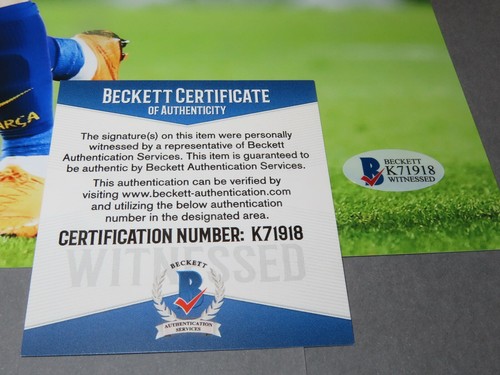 BECKETT CERTIFICATE
OF AUTHENTICITY
The signature(s) on this item were personally
witnessed by a representative of Beckett
Authentication Services. This item is guaranteed to
be authentic by Beckett Authentication Services.
This authentication can be verified by
visiting www.beckett-authentication.com
and utilizing the below authentication
number in the designated area.
CERTIFICATION NUMBER: K71918
WITNESSED
BECKETT
B
AUTHENTICATION
SERVICES
B
BECKETT
K71918
WITNESSED
ARÇA